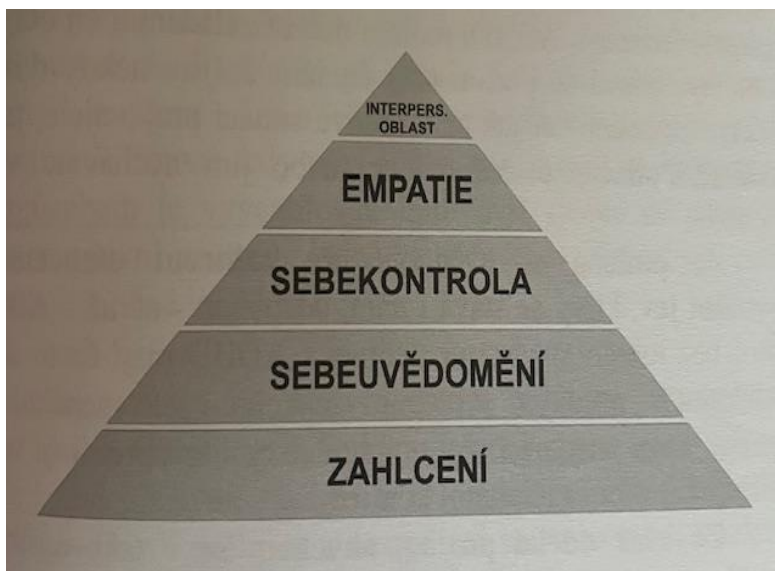 INTERPERS.
OBLAST
EMPATIE
SEBEKONTROLA
SEBEUVĚDOMĚNÍ
ZAHLCENÍ